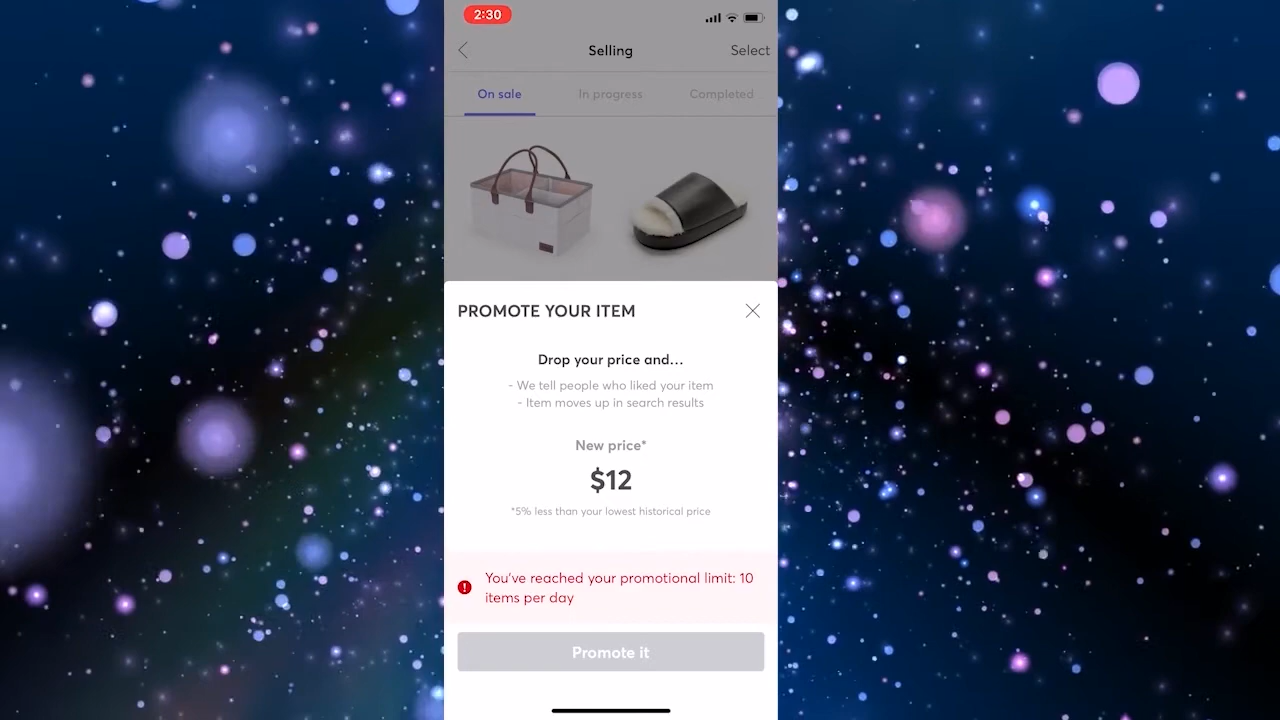 2:30
Selling
Select
On sale
In progress
Completed
PROMOTE YOUR ITEM
Drop your price and...
- We tell people who liked your item
- Item moves up in search results
New price*
$12
*5% less than your lowest historical price
You've reached your promotional limit: 10
items per day
Promote it